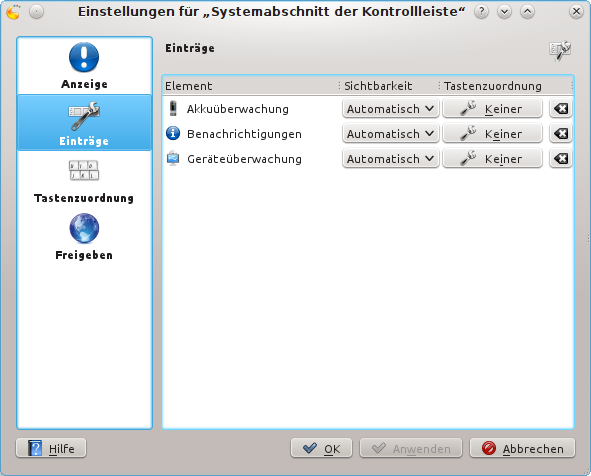 Einstellungen für „Systemabschnitt der Kontrollleiste“
Anzeige
Einträge
Tastenzuordnung
Freigeben
Einträge
Element Sichtbarkeit Tastenzuordnung
Akkuüberwachung Automatisch Keiner
Benachrichtigungen Automatisch Keiner
Geräteüberwachung Automatisch Keiner
Hilfe OK Anwenden Abbrechen